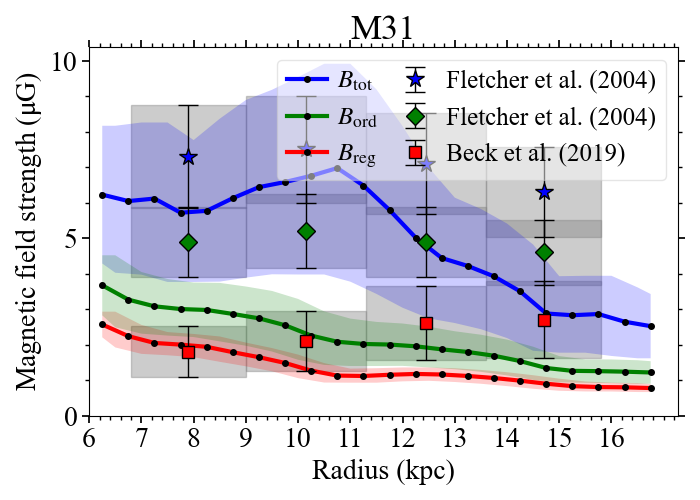 M31
Magnetic field strength (μG)
10
5
0
B_tot
B_ord
B_reg
Fletcher et al. (2004)
Fletcher et al. (2004)
Beck et al. (2019)
6 7 8 9 10 11 12 13 14 15 16
Radius (kpc)